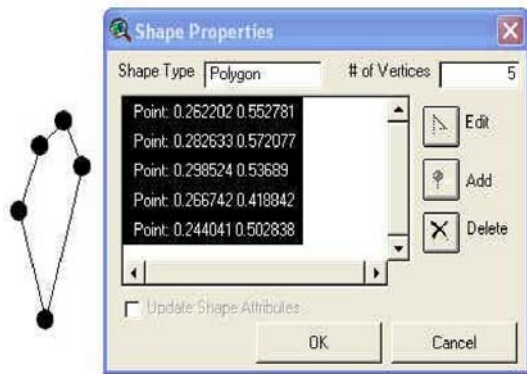 Shape Properties
Shape Type Polygon # of Vertices 5
Point: 0.262202 0.552781
Point: 0.282633 0.572077
Point: 0.298524 0.53689
Point: 0.266742 0.418842
Point: 0.244041 0.502838
Edit
Add
Delete
Update Shape Attributes
OK Cancel